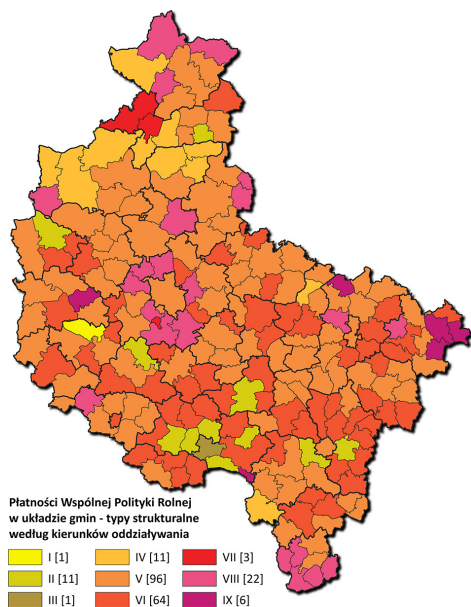 Płatności Wspólnej Polityki Rolnej
w układzie gmin - typy strukturalne
według kierunków oddziaływania
I [1] IV [11] VII [3]
II [11] V [96] VIII [22]
III [1] VI [64] IX [6]